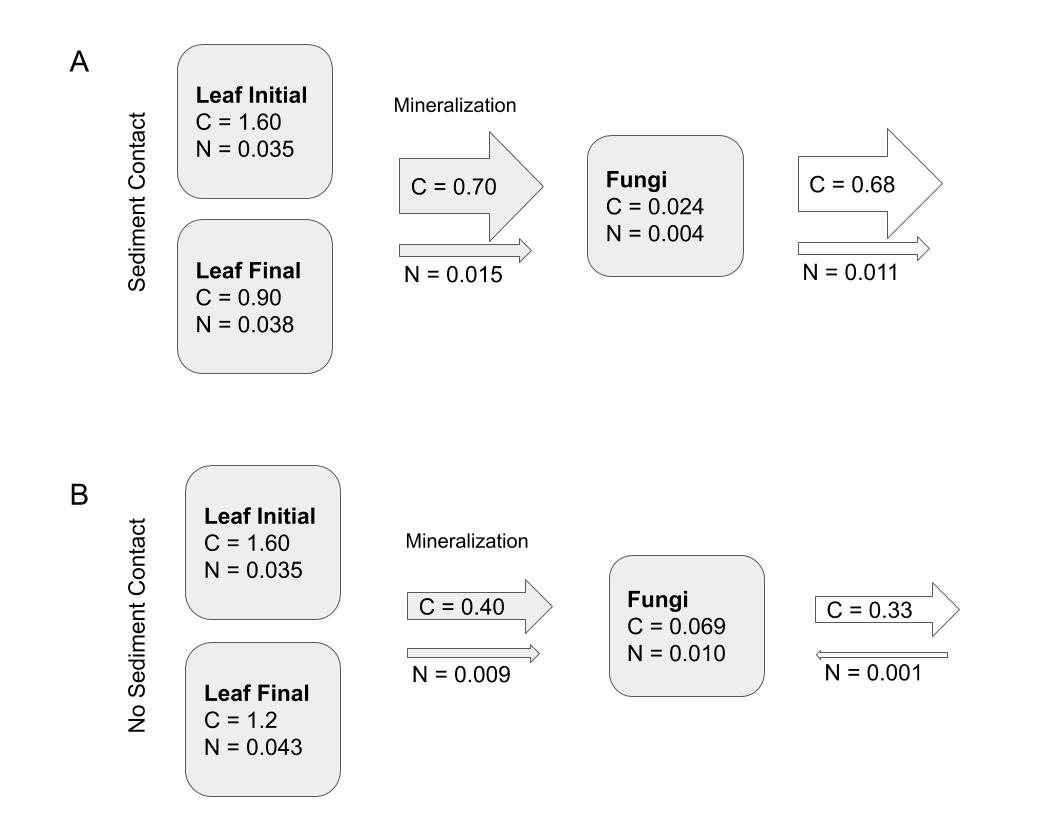 A
Sediment Contact
Leaf Initial
C = 1.60
N = 0.035
Leaf Final
C = 0.90
N = 0.038
Mineralization
C = 0.70
N = 0.015
Fungi
C = 0.024
N = 0.004
C = 0.68
N = 0.011
B
No Sediment Contact
Leaf Initial
C = 1.60
N = 0.035
Leaf Final
C = 1.2
N = 0.043
Mineralization
C = 0.40
N = 0.009
Fungi
C = 0.069
N = 0.010
C = 0.33
N = 0.001